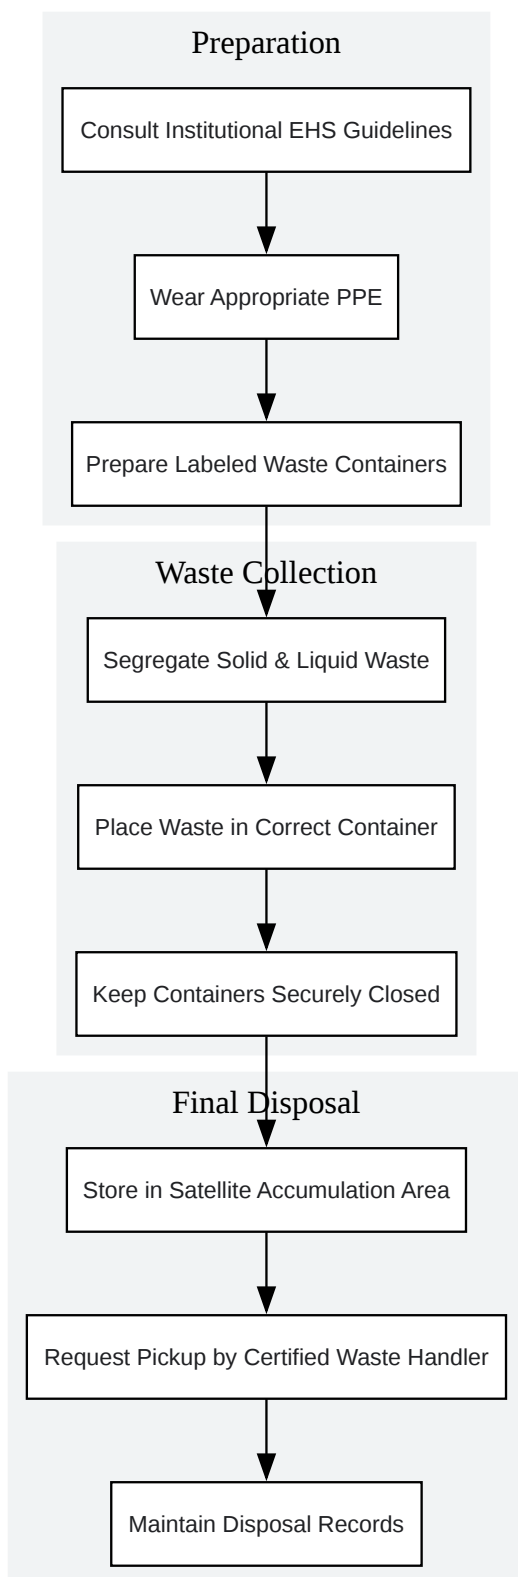 Preparation
Consult Institutional EHS Guidelines
Wear Appropriate PPE
Prepare Labeled Waste Containers
Waste Collection
Segregate Solid & Liquid Waste
Place Waste in Correct Container
Keep Containers Securely Closed
Final Disposal
Store in Satellite Accumulation Area
Request Pickup by Certified Waste Handler
Maintain Disposal Records